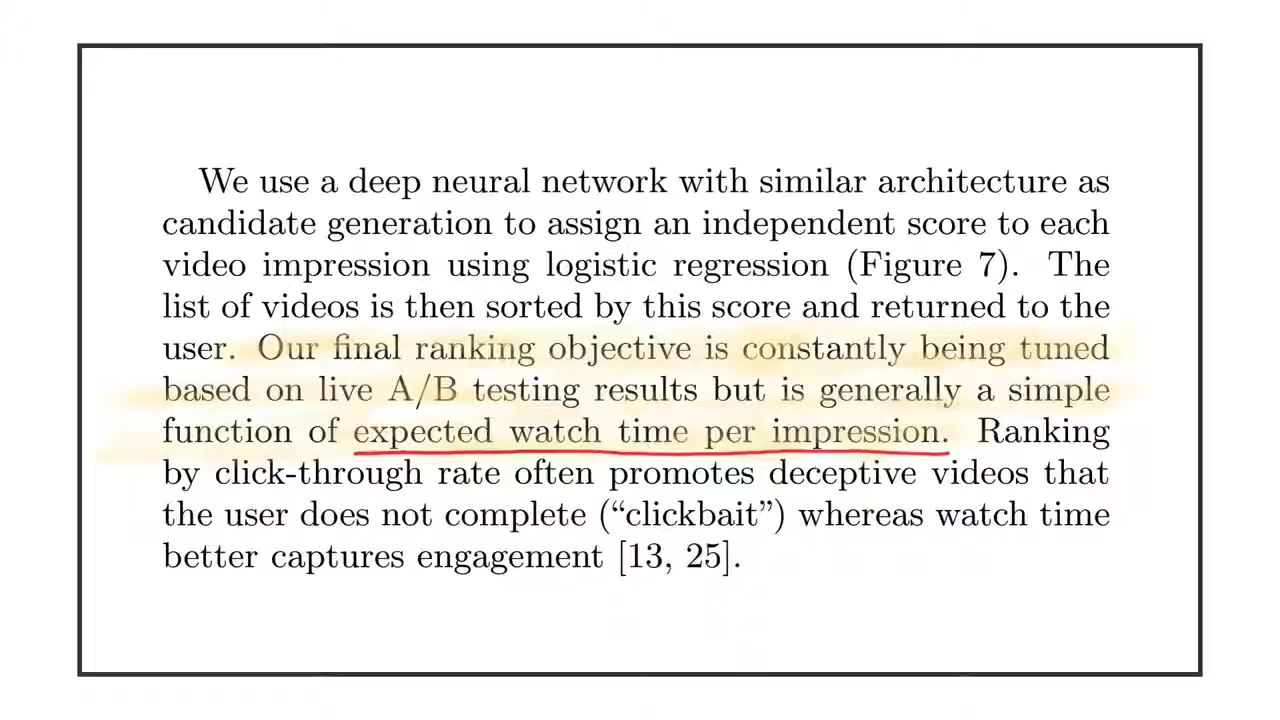 We use a deep neural network with similar architecture as
candidate generation to assign an independent score to each
video impression using logistic regression (Figure 7). The
list of videos is then sorted by this score and returned to the
user. Our final ranking objective is constantly being tuned
based on live A/B testing results but is generally a simple
function of expected watch time per impression. Ranking
by click-through rate often promotes deceptive videos that
the user does not complete (“clickbait”) whereas watch time
better captures engagement [13, 25].